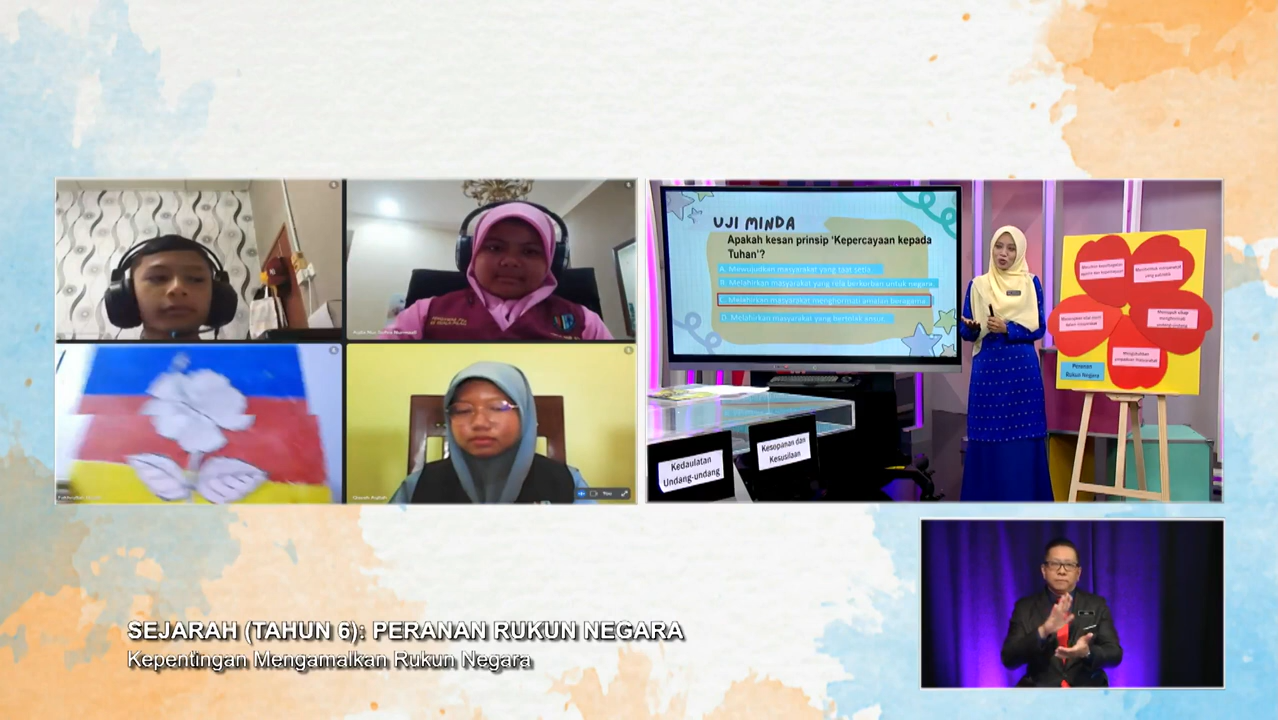 UJI MINDA
Apakah kesan prinsip 'Kepercayaan kepada
Tuhan'?
A. Mewujudkan masyarakat yang taat setia.
B. Melahirkan masyarakat yang rela berkorban untuk negara.
C. Melahirkan masyarakat menghormati amalan beragama.
D. Melahirkan masyarakat yang bertolak ansur.
Peranan
Rukun Negara
Kedaulatan
Undang-undang
Kesopanan dan
Kesusilaan
You
SEJARAH (TAHUN 6): PERANAN RUKUN NEGARA
Kepentingan Mengamalkan Rukun Negara